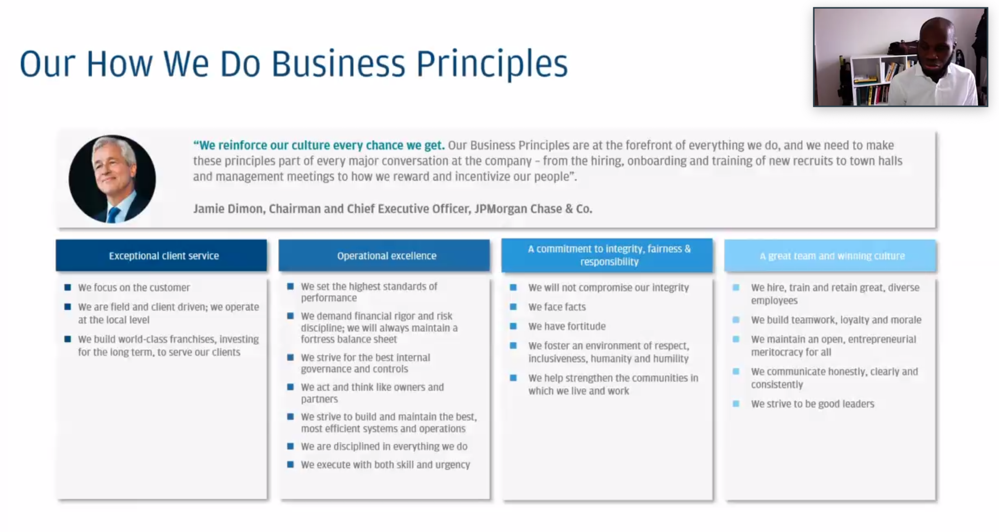 Our How We Do Business Principles
“We reinforce our culture every chance we get. Our Business Principles are at the forefront of everything we do, and we need to make
these principles part of every major conversation at the company – from the hiring, onboarding and training of new recruits to town halls
and management meetings to how we reward and incentivize our people”.
Jamie Dimon, Chairman and Chief Executive Officer, JPMorgan Chase & Co.
Exceptional client service
We focus on the customer
We are field and client driven; we operate
at the local level
We build world-class franchises, investing
for the long term, to serve our clients
Operational excellence
We set the highest standards of
performance
We demand financial rigor and risk
discipline; we will always maintain a
fortress balance sheet
We strive for the best internal
governance and controls
We act and think like owners and
partners
We strive to build and maintain the best,
most efficient systems and operations
We are disciplined in everything we do
We execute with both skill and urgency
A commitment to integrity, fairness &
responsibility
We will not compromise our integrity
We face facts
We have fortitude
We foster an environment of respect,
inclusiveness, humanity and humility
We help strengthen the communities in
which we live and work
A great team and winning culture
We hire, train and retain great, diverse
employees
We build teamwork, loyalty and morale
We maintain an open, entrepreneurial
meritocracy for all
We communicate honestly, clearly and
consistently
We strive to be good leaders